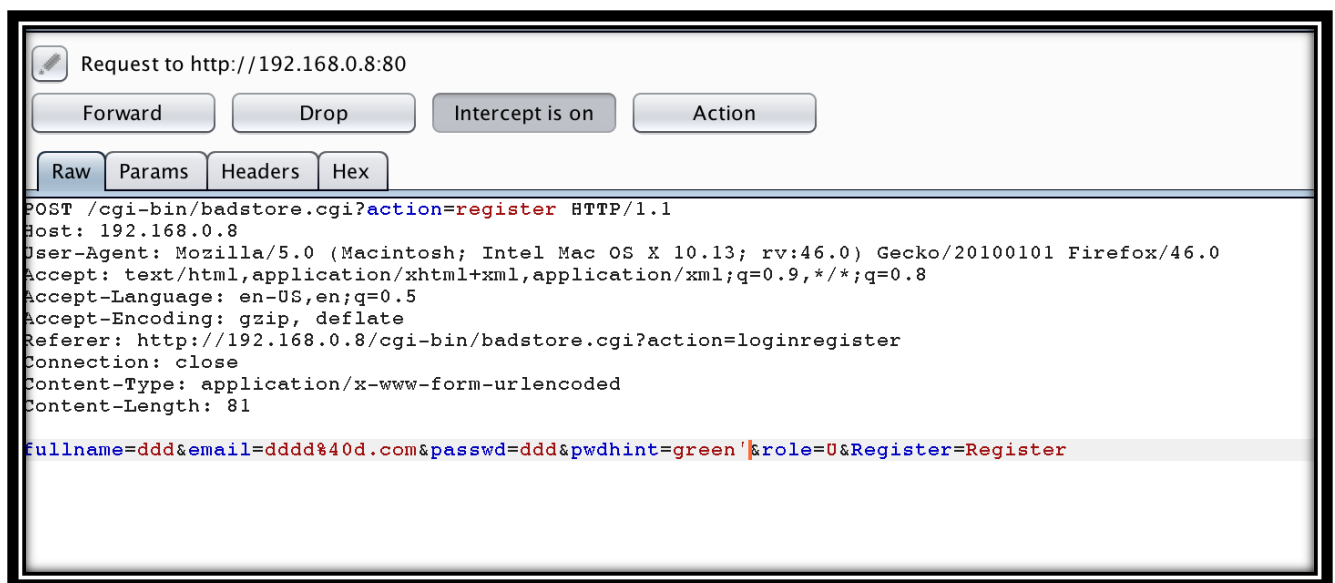 Request to http://192.168.0.8:80
Forward Drop Intercept is on Action
Raw Params Headers Hex
POST /cgi-bin/badstore.cgi?action=register HTTP/1.1
Host: 192.168.0.8
User-Agent: Mozilla/5.0 (Macintosh; Intel Mac OS X 10.13; rv:46.0) Gecko/20100101 Firefox/46.0
Accept: text/html,application/xhtml+xml,application/xml;q=0.9,*/*;q=0.8
Accept-Language: en-US,en;q=0.5
Accept-Encoding: gzip, deflate
Referer: http://192.168.0.8/cgi-bin/badstore.cgi?action=loginregister
Connection: close
Content-Type: application/x-www-form-urlencoded
Content-Length: 81
fullname=ddd&email=dddd%40d.com&passwd=ddd&pwdhint=green'&role=U&Register=Register